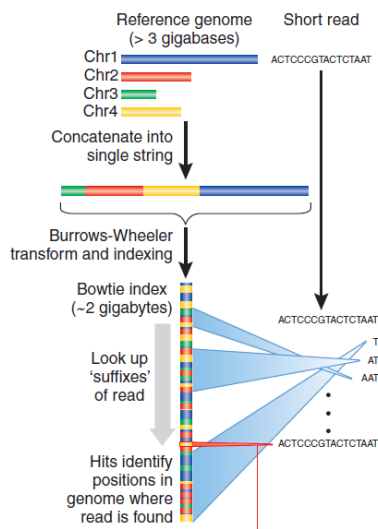 Reference genome
(> 3 gigabases)
Short read
Chr1
ACTCCCGTACTCTAAT
Chr2
Chr3
Chr4
Concatenate into
single string
Burrows-Wheeler
transform and indexing
Bowtie index
(~2 gigabytes)
ACTCCCGTACTCTAAT
T
AT
AAT
Look up
‘suffixes’
of read
ACTCCCGTACTCTAAT
Hits identify
positions in
genome where
read is found